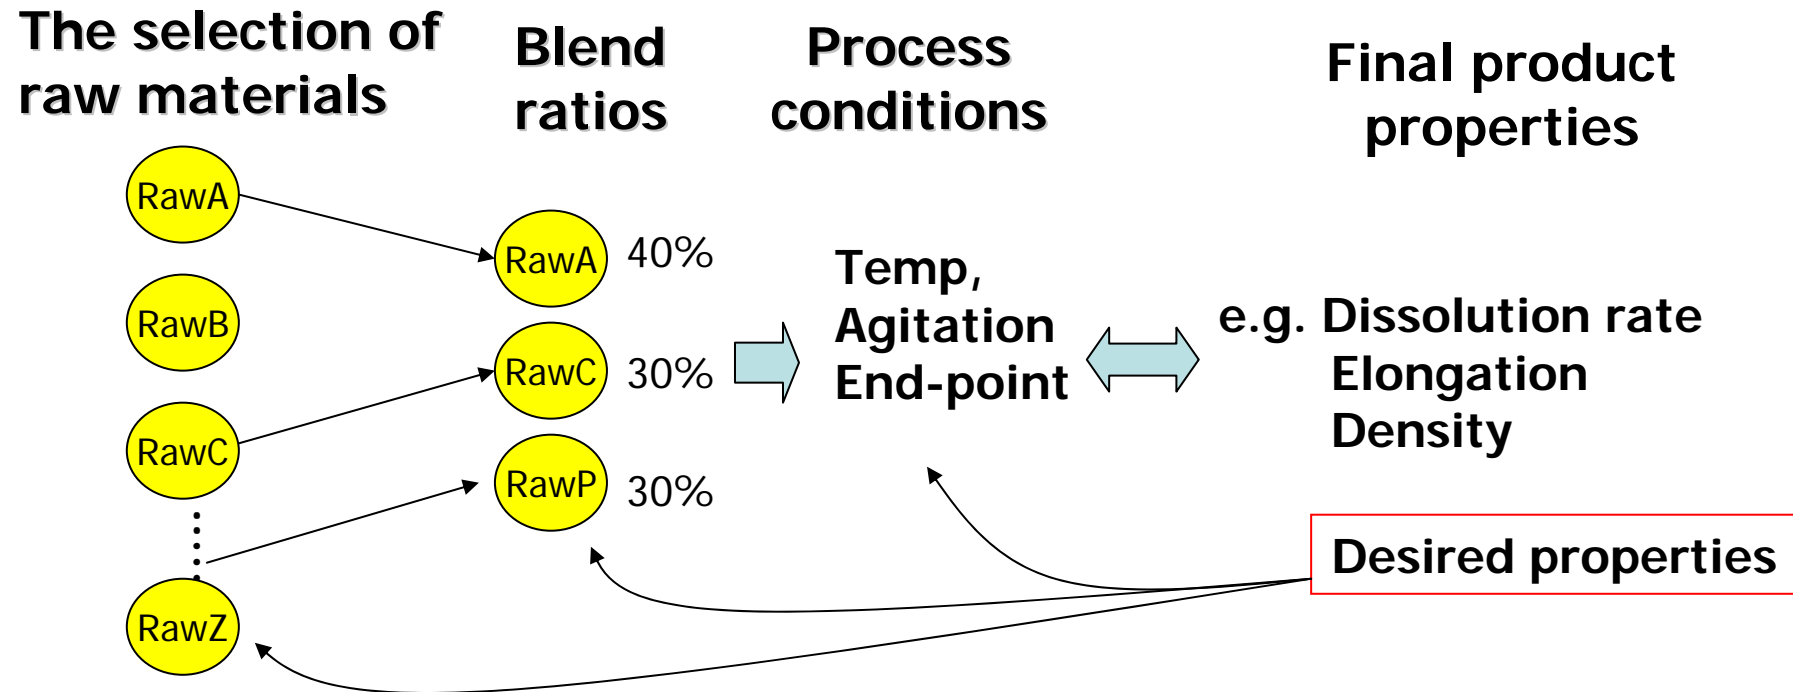 The selection of
raw materials
Blend
ratios
Process
conditions
Final product
properties
RawA
RawB
RawC
RawZ
RawA 40%
RawC 30%
RawP 30%
Temp,
Agitation
End-point
e.g. Dissolution rate
Elongation
Density
Desired properties